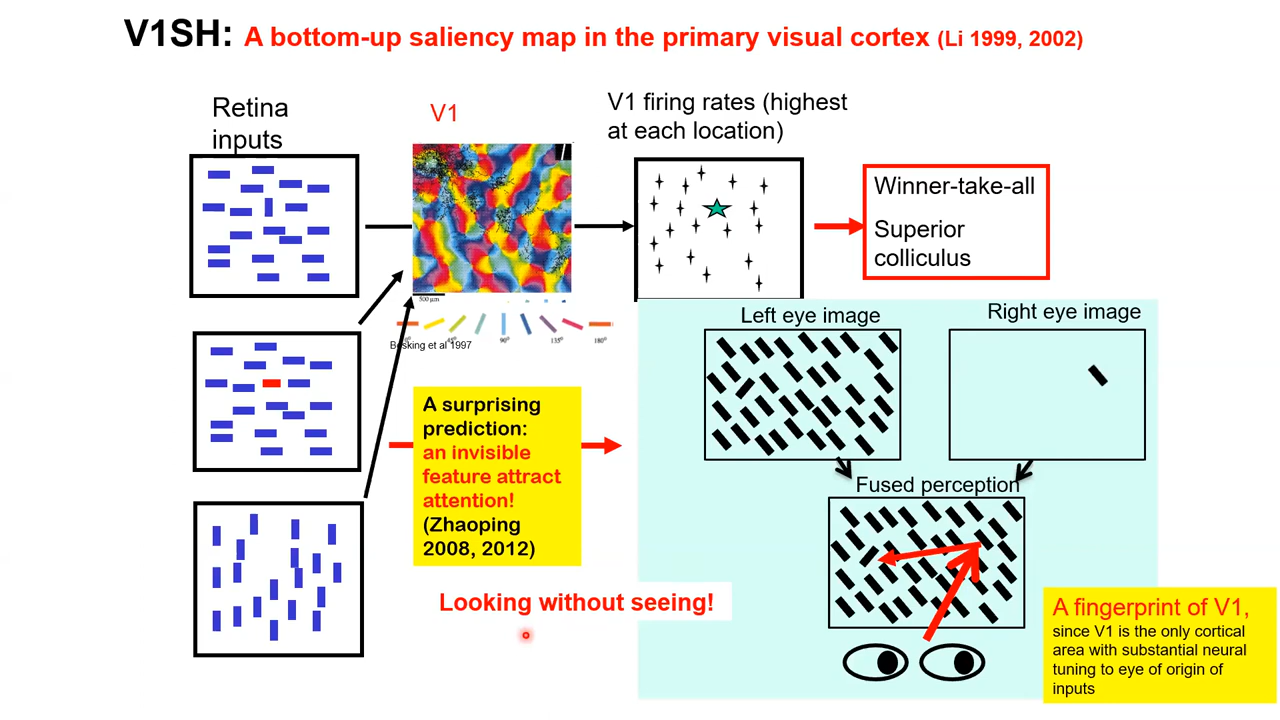 V1SH: A bottom-up saliency map in the primary visual cortex (Li 1999, 2002)
Retina
inputs
V1
V1 firing rates (highest
at each location)
Winner-take-all
Superior
colliculus
500 µm
45°
90°
135°
180°
Bosking et al 1997
A surprising
prediction:
an invisible
feature attract
attention!
(Zhaoping
2008, 2012)
Looking without seeing!
Left eye image
Right eye image
Fused perception
A fingerprint of V1,
since V1 is the only cortical
area with substantial neural
tuning to eye of origin of
inputs